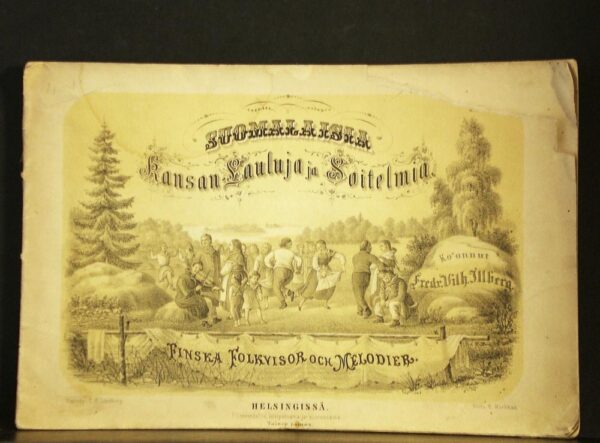 SUOMALAISIA
Kansan-Lauluja ja Soitelmia.
Ko'onnut
Fredr. Vilh. Illberg.
FINSKA FOLKVISOR OCH MELODIER.
HELSINGISSÄ.